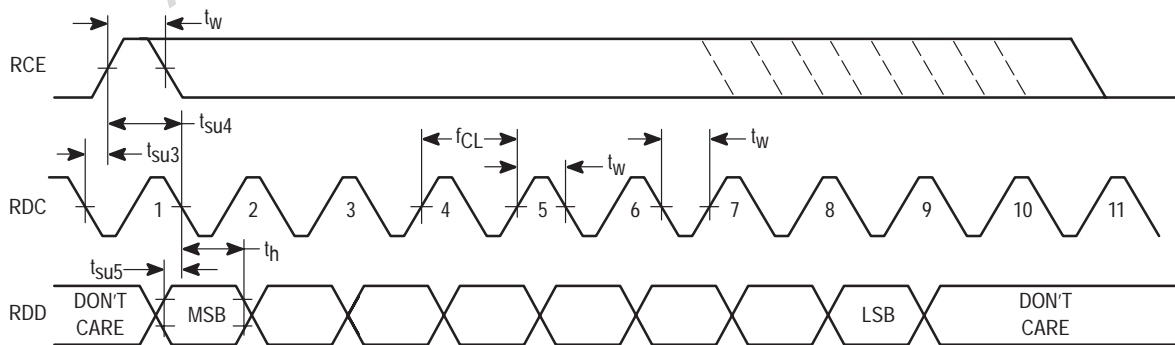 tw
RCE
tsu4
fCL
tw
tsu3
tw
RDC
1 2 3 4 5 6 7 8 9 10 11
th
tsu5
RDD
DON'T
CARE
MSB
LSB
DON'T
CARE